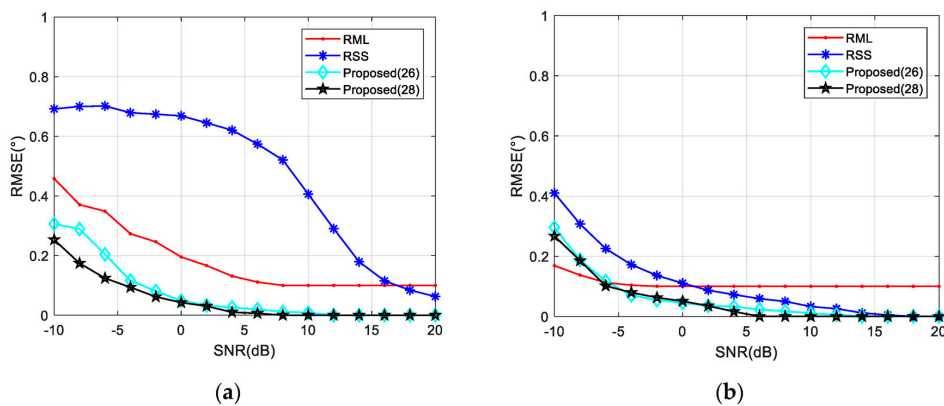 1
0.8
0.6
0.4
0.2
0
RMSE(°)
-10 -5 0 5 10 15 20
SNR(dB)
RML
RSS
Proposed(26)
Proposed(28)
(a)
1
0.8
0.6
0.4
0.2
0
RMSE(°)
-10 -5 0 5 10 15 20
SNR(dB)
RML
RSS
Proposed(26)
Proposed(28)
(b)